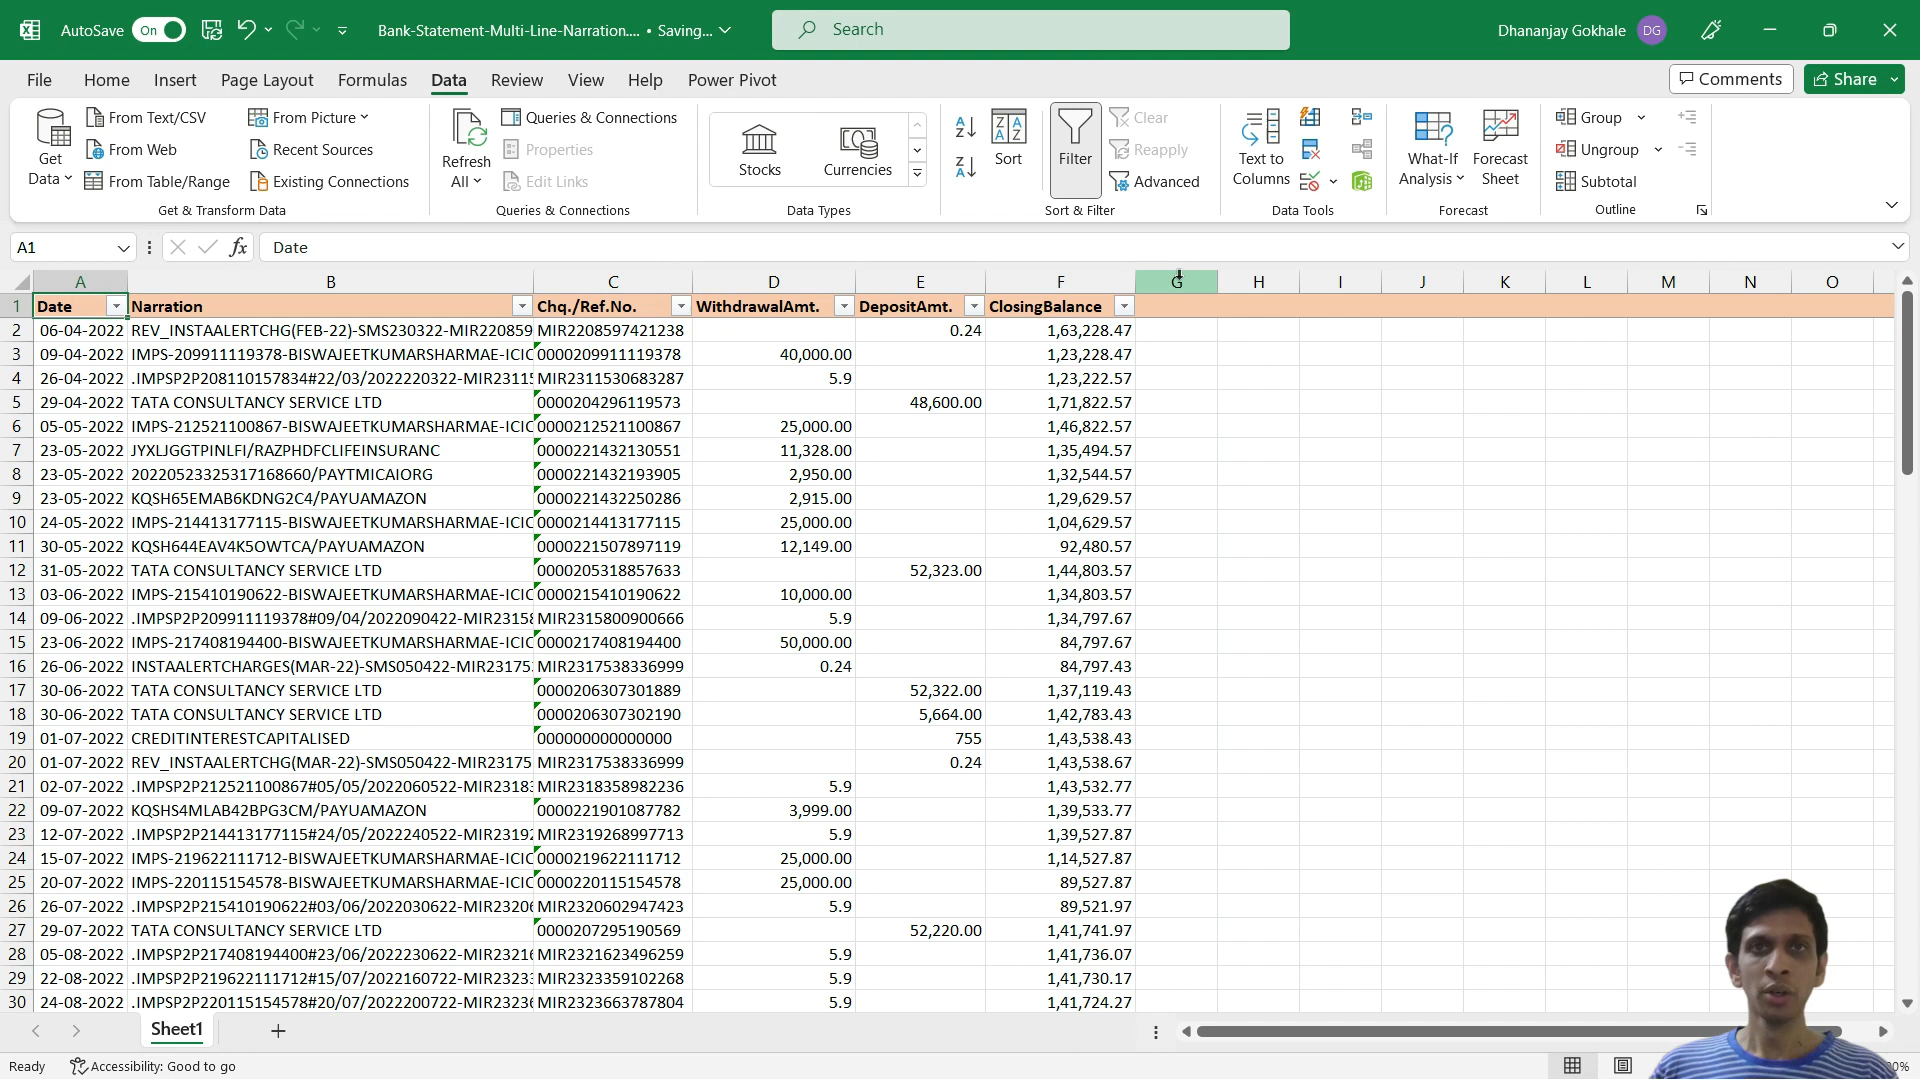 AutoSave On Bank-Statement-Multi-Line-Narration.... • Saving... Search Dhananjay Gokhale DG
File Home Insert Page Layout Formulas Data Review View Help Power Pivot Comments Share
Get Data
From Text/CSV
From Web
From Table/Range
From Picture
Recent Sources
Existing Connections
Get & Transform Data
Refresh All
Queries & Connections
Properties
Edit Links
Queries & Connections
Stocks Currencies
Data Types
Sort
Filter
Clear
Reapply
Advanced
Sort & Filter
Text to Columns
Data Tools
What-If Analysis
Forecast Sheet
Forecast
Group
Ungroup
Subtotal
Outline
A1 fx Date
A B C D E F G H I J K L M N O
1 Date Narration Chq./Ref.No. WithdrawalAmt. DepositAmt. ClosingBalance
2 06-04-2022 REV_INSTAALERTCHG(FEB-22)-SMS230322-MIR220859 MIR2208597421238 0.24 1,63,228.47
3 09-04-2022 IMPS-209911119378-BISWAJEETKUMARSHARMAE-ICIC 0000209911119378 40,000.00 1,23,228.47
4 26-04-2022 .IMPSP2P208110157834#22/03/2022220322-MIR2311 MIR2311530683287 5.9 1,23,222.57
5 29-04-2022 TATA CONSULTANCY SERVICE LTD 0000204296119573 48,600.00 1,71,822.57
6 05-05-2022 IMPS-212521100867-BISWAJEETKUMARSHARMAE-ICIC 0000212521100867 25,000.00 1,46,822.57
7 23-05-2022 JYXLJGGTPINLFI/RAZPHDFCLIFEINSURANC 0000221432130551 11,328.00 1,35,494.57
8 23-05-2022 20220523325317168660/PAYTMICAIORG 0000221432193905 2,950.00 1,32,544.57
9 23-05-2022 KQSH65EMAB6KDNG2C4/PAYUAMAZON 0000221432250286 2,915.00 1,29,629.57
10 24-05-2022 IMPS-214413177115-BISWAJEETKUMARSHARMAE-ICIC 0000214413177115 25,000.00 1,04,629.57
11 30-05-2022 KQSH644EAV4K5OWTCA/PAYUAMAZON 0000221507897119 12,149.00 92,480.57
12 31-05-2022 TATA CONSULTANCY SERVICE LTD 0000205318857633 52,323.00 1,44,803.57
13 03-06-2022 IMPS-215410190622-BISWAJEETKUMARSHARMAE-ICIC 0000215410190622 10,000.00 1,34,803.57
14 09-06-2022 .IMPSP2P209911119378#09/04/2022090422-MIR2315 MIR2315800900666 5.9 1,34,797.67
15 23-06-2022 IMPS-217408194400-BISWAJEETKUMARSHARMAE-ICIC 0000217408194400 50,000.00 84,797.67
16 26-06-2022 INSTAALERTCHARGES(MAR-22)-SMS050422-MIR23175 MIR2317538336999 0.24 84,797.43
17 30-06-2022 TATA CONSULTANCY SERVICE LTD 0000206307301889 52,322.00 1,37,119.43
18 30-06-2022 TATA CONSULTANCY SERVICE LTD 0000206307302190 5,664.00 1,42,783.43
19 01-07-2022 CREDITINTERESTCAPITALISED 000000000000000 755 1,43,538.43
20 01-07-2022 REV_INSTAALERTCHG(MAR-22)-SMS050422-MIR23175 MIR2317538336999 0.24 1,43,538.67
21 02-07-2022 .IMPSP2P212521100867#05/05/2022060522-MIR2318 MIR2318358982236 5.9 1,43,532.77
22 09-07-2022 KQSHS4MLAB42BPG3CM/PAYUAMAZON 0000221901087782 3,999.00 1,39,533.77
23 12-07-2022 .IMPSP2P214413177115#24/05/2022240522-MIR2319 MIR2319268997713 5.9 1,39,527.87
24 15-07-2022 IMPS-219622111712-BISWAJEETKUMARSHARMAE-ICIC 0000219622111712 25,000.00 1,14,527.87
25 20-07-2022 IMPS-220115154578-BISWAJEETKUMARSHARMAE-ICIC 0000220115154578 25,000.00 89,527.87
26 26-07-2022 .IMPSP2P215410190622#03/06/2022030622-MIR2320 MIR2320602947423 5.9 89,521.97
27 29-07-2022 TATA CONSULTANCY SERVICE LTD 0000207295190569 52,220.00 1,41,741.97
28 05-08-2022 .IMPSP2P217408194400#23/06/2022230622-MIR2321 MIR2321623496259 5.9 1,41,736.07
29 22-08-2022 .IMPSP2P219622111712#15/07/2022160722-MIR2323 MIR2323359102268 5.9 1,41,730.17
30 24-08-2022 .IMPSP2P220115154578#20/07/2022200722-MIR2323 MIR2323663787804 5.9 1,41,724.27
Sheet1
Ready Accessibility: Good to go